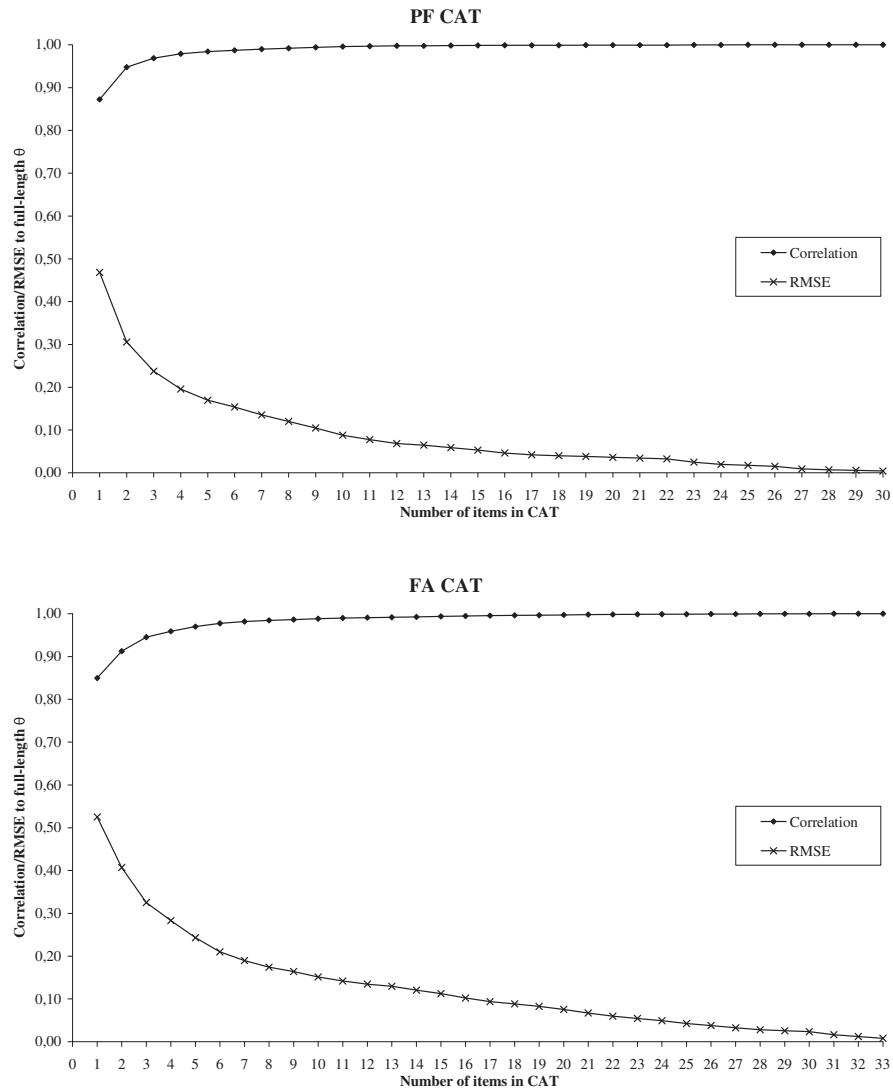 PF CAT
1,00
0,90
0,80
0,70
0,60
0,50
0,40
0,30
0,20
0,10
0,00
Correlation/RMSE to full-length θ
Correlation
RMSE
0 1 2 3 4 5 6 7 8 9 10 11 12 13 14 15 16 17 18 19 20 21 22 23 24 25 26 27 28 29 30
Number of items in CAT
FA CAT
1,00
0,90
0,80
0,70
0,60
0,50
0,40
0,30
0,20
0,10
0,00
Correlation/RMSE to full-length θ
Correlation
RMSE
0 1 2 3 4 5 6 7 8 9 10 11 12 13 14 15 16 17 18 19 20 21 22 23 24 25 26 27 28 29 30 31 32 33
Number of items in CAT